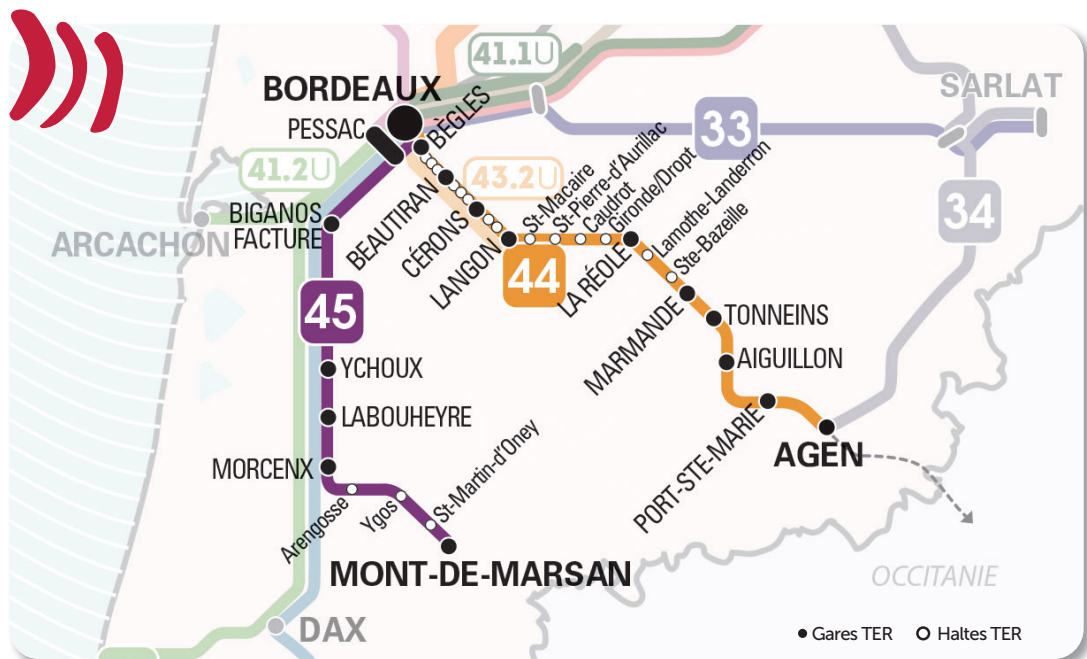 41.1U
BORDEAUX
SARLAT
PESSAC
BÈGLES
33
41.2U
43.2U
BIGANOS
FACTURE
ARCACHON
BEAUTIRAN
CÉRONS
LANGON
St-Macaire
St-Pierre-d'Aurillac
Caudrot
Gironde/Dropt
Lamothe-Landerron
Ste-Bazeille
34
44
LA RÉOLE
45
MARMANDE
TONNEINS
AIGUILLON
YCHOUX
LABOUHEYRE
PORT-STE-MARIE
AGEN
MORCENX
Arengosse
Ygos
St-Martin-d'Oney
MONT-DE-MARSAN
OCCITANIE
DAX
Gares TER
Haltes TER